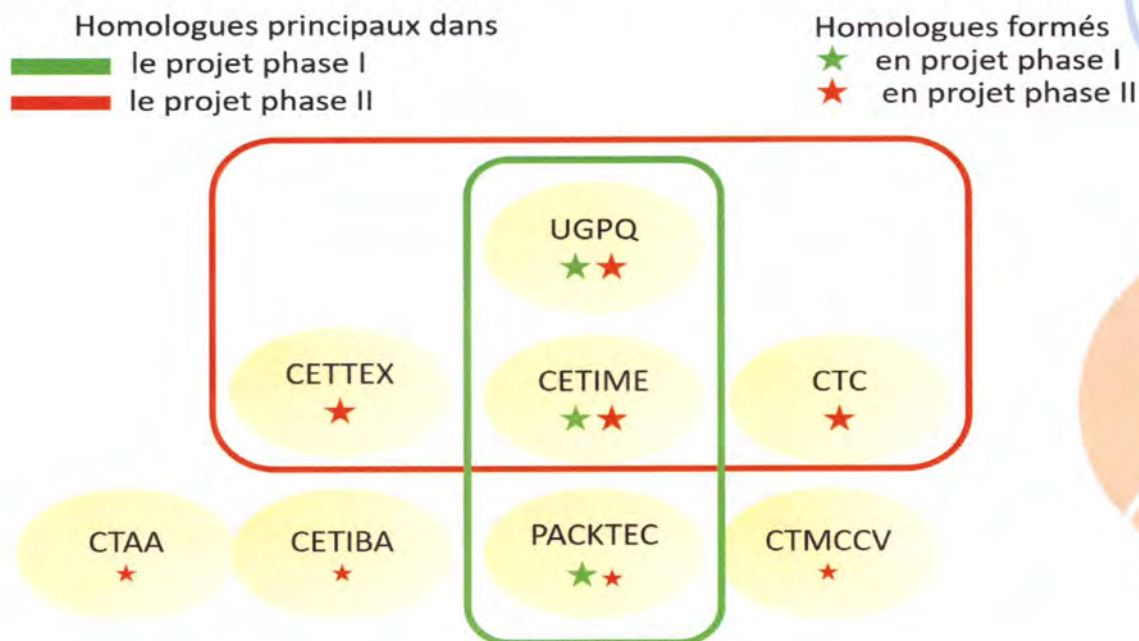 Homologues principaux dans
le projet phase I
le projet phase II
Homologues formés
en projet phase I
en projet phase II
UGPQ
CETTEX
CETIME
CTC
CTAA
CETIBA
PACKTEC
CTMCCV